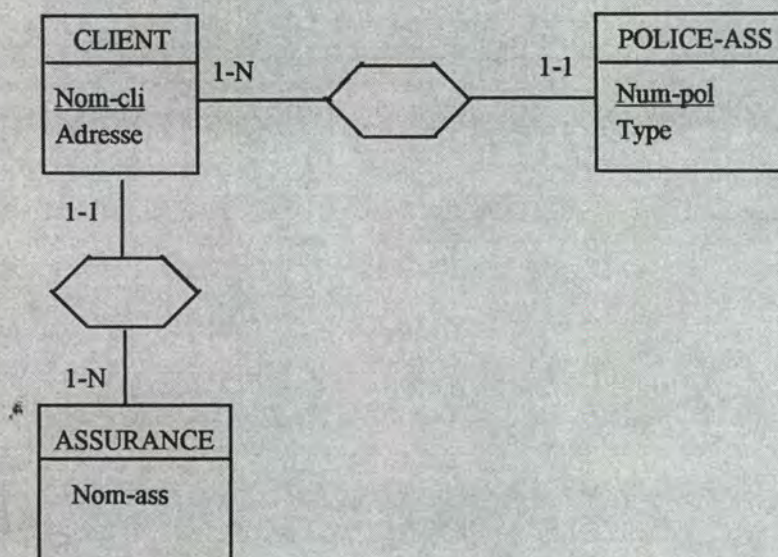 CLIENT
Nom-cli
Adresse
1-N
1-1
POLICE-ASS
Num-pol
Type
1-1
1-N
ASSURANCE
Nom-ass